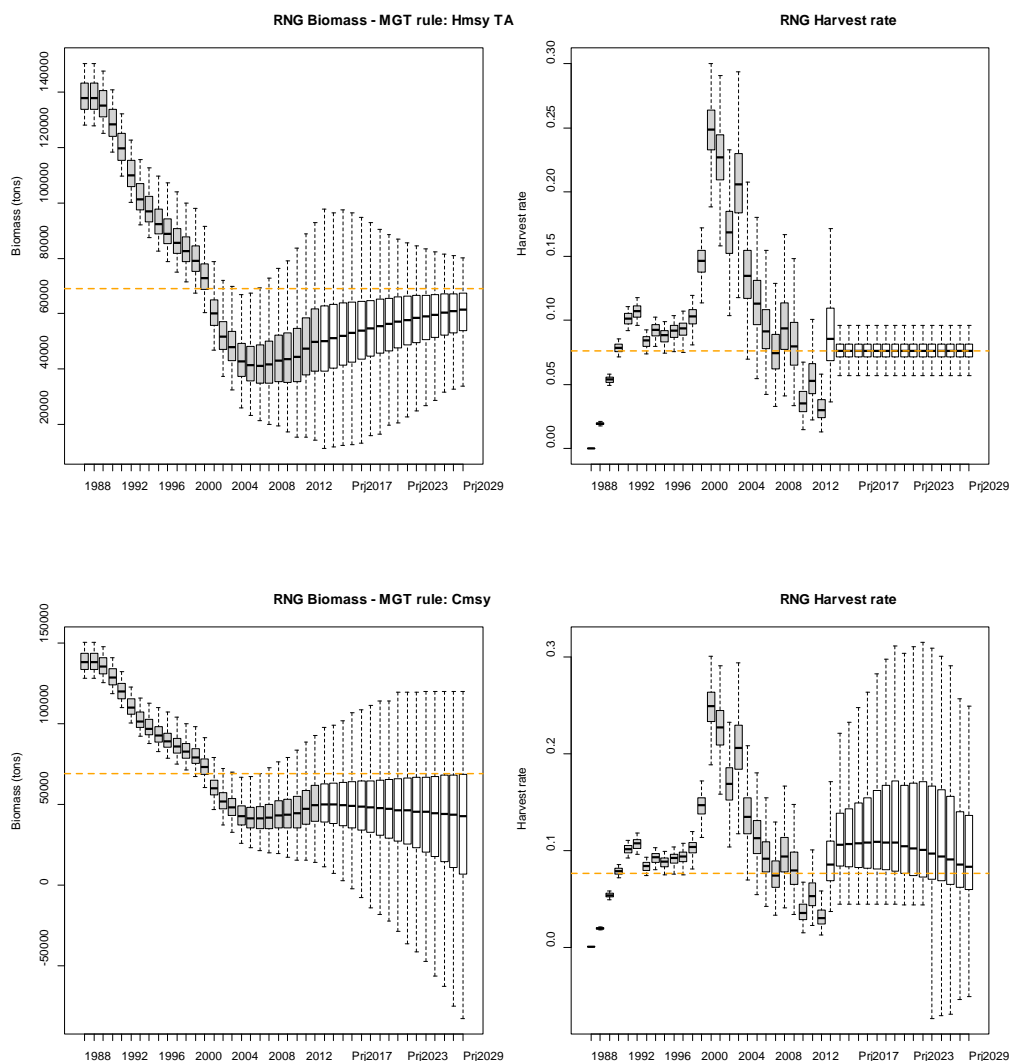 RNG Biomass - MGT rule: Hmsy TA
RNG Harvest rate
Biomass (tons)
140000
120000
100000
80000
60000
40000
20000
1988 1992 1996 2000 2004 2008 2012 Prj2017 Prj2023 Prj2029
Harvest rate
0.30
0.25
0.20
0.15
0.10
0.05
0.00
1988 1992 1996 2000 2004 2008 2012 Prj2017 Prj2023 Prj2029
RNG Biomass - MGT rule: Cmsy
RNG Harvest rate
Biomass (tons)
150000
100000
50000
0
-50000
1988 1992 1996 2000 2004 2008 2012 Prj2017 Prj2023 Prj2029
Harvest rate
0.3
0.2
0.1
0.0
1988 1992 1996 2000 2004 2008 2012 Prj2017 Prj2023 Prj2029